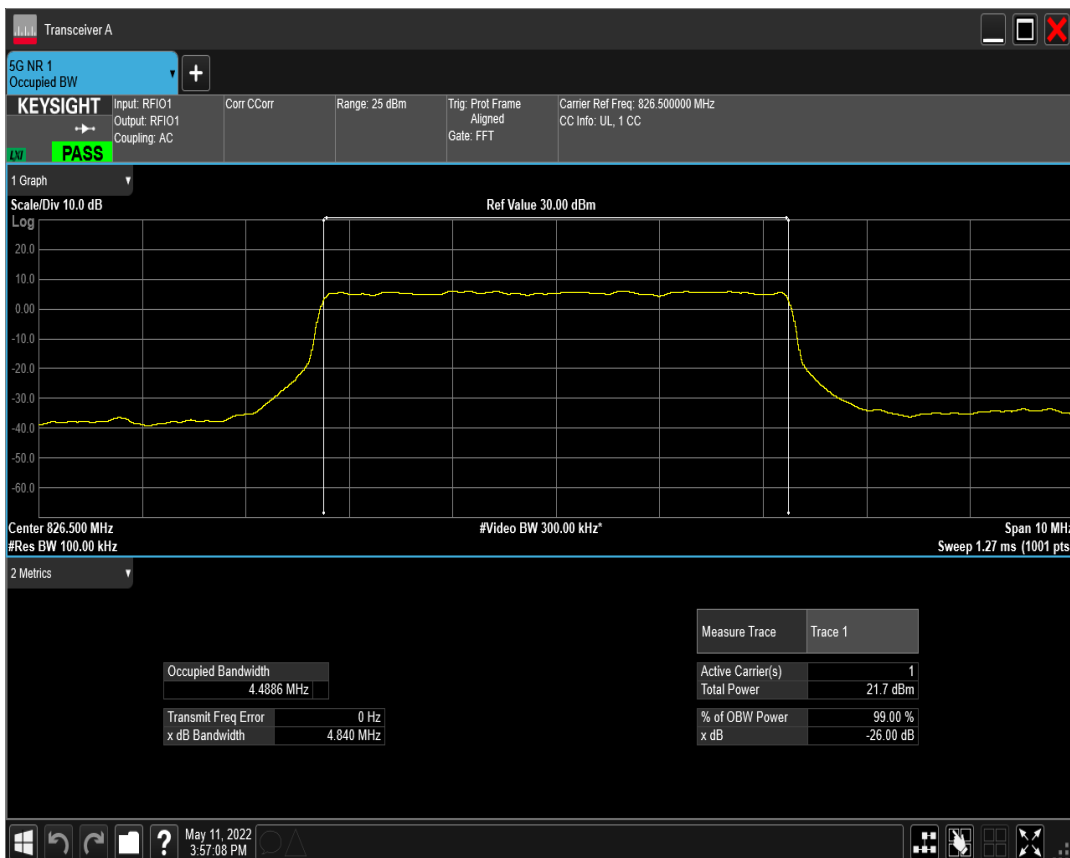 Transceiver A
5G NR 1
Occupied BW
KEYSIGHT
LXI
PASS
Input: RFIO1
Output: RFIO1
Coupling: AC
Corr CCorr
Range: 25 dBm
Trig: Prot Frame
Aligned
Gate: FFT
Carrier Ref Freq: 826.500000 MHz
CC Info: UL, 1 CC
1 Graph
Scale/Div 10.0 dB
Ref Value 30.00 dBm
Log
20.0
10.0
0.00
-10.0
-20.0
-30.0
-40.0
-50.0
-60.0
Center 826.500 MHz
#Video BW 300.00 kHz*
Span 10 MHz
#Res BW 100.00 kHz
Sweep 1.27 ms (1001 pts
2 Metrics
Measure Trace Trace 1
Occupied Bandwidth
4.4886 MHz
Active Carrier(s) 1
Total Power 21.7 dBm
Transmit Freq Error 0 Hz
x dB Bandwidth 4.840 MHz
% of OBW Power 99.00 %
x dB -26.00 dB
?
May 11, 2022
3:57:08 PM